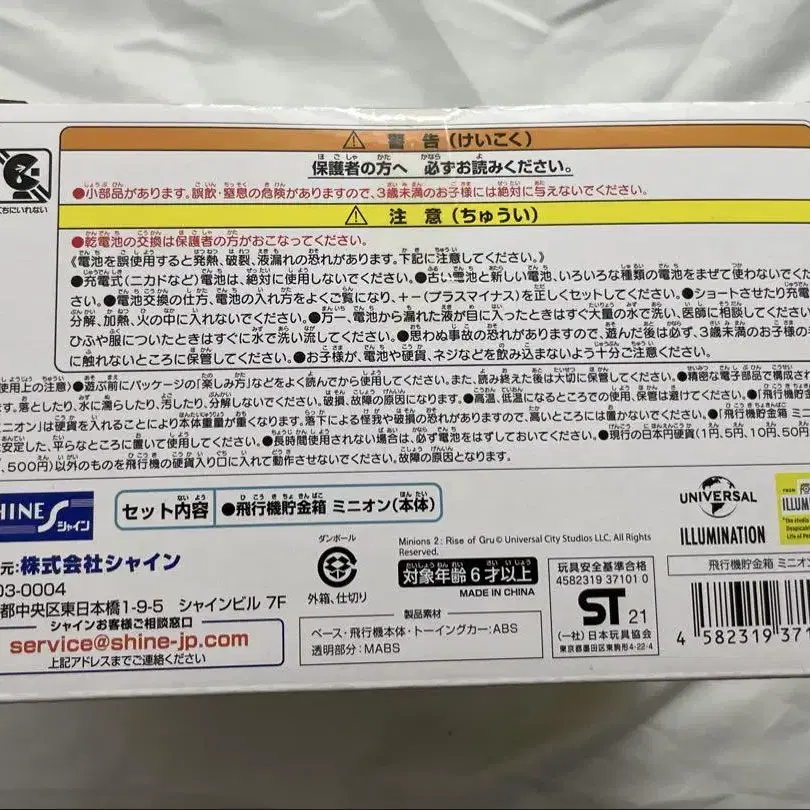 警告(けいこく)
保護者の方へ 必ずお読みください。
●小部品があります。誤飲・窒息の危険がありますので、3歳未満のお子様には絶対に与えないでください。
ちにいれない
注意(ちゅうい)
●乾電池の交換は保護者の方がおこなってください。
《電池を誤使用すると発熱、破裂、液漏れの恐れがあります。下記に注意してください。》
●充電式(ニカドなど)電池は、絶対に使用しないでください。●古い電池と新しい電池、いろいろな種類の電池をまぜて使わないでくだ
さい。●電池交換の仕方、電池の入れ方をよくご覧になり、+-(プラスマイナス)を正しくセットしてください。●ショートさせたり充電
分解、加熱、火の中に入れないでください。●万一、電池から漏れた液が目に入ったときはすぐ大量の水で洗い、医師に相談してください
ひふや服についたときはすぐに水で洗い流してください。●思わぬ事故の恐れがありますので、遊んだ後は必ず、3歳未満のお子様の
に触れないところに保管してください。●お子様が、電池や硬貨、ネジなどを飲み込まないよう十分ご注意ください。
使用上の注意)●遊ぶ前にパッケージの「楽しみ方」などをよく読んでから使用してください。また、読み終えた後は大切に保管してください。●精密な電子部品で構成され
す。落としたり、水に濡らしたり、汚したり、分解しないでください。破損、故障の原因になります。●高温、低温になるところでの使用、保管は避けてください。●「飛行機
ニオン」は硬貨を入れることにより本体重量が重くなります。落下による怪我や破損の恐れがありますので、高いところには置かないでください。●「飛行機貯金箱 ミニ
安定した、平らなところに置いて使用してください。●長時間使用されない場合は、必ず電池をはずしておいてください。●現行の日本円硬貨(1円、5円、10円、50円
、500円)以外のものを飛行機の硬貨入り口に入れて動作させないでください。故障の原因となります。
HINE シャイン
セット内容 ●飛行機貯金箱 ミニオン(本体)
元:株式会社シャイン
03-0004
都中央区東日本橋1-9-5 シャインビル 7F
シャインお客様ご相談窓口
service@shine-jp.com
上記アドレスまでご連絡ください
ダンボール
外箱、仕切り
Minions 2: Rise of Gru © Universal City Studios LLC. All Rights
Reserved.
対象年齢6才以上
MADE IN CHINA
製品素材
ベース・飛行機本体・トーイングカー:ABS
透明部分:MABS
玩具安全基準合格
4582319 37101 0
ST 21
(一社)日本玩具協会
東京都墨田区東駒形4-22-4
UNIVERSAL
ILLUMINATION
ILLUM
飛行機貯金箱 ミニオン
4 582319 371